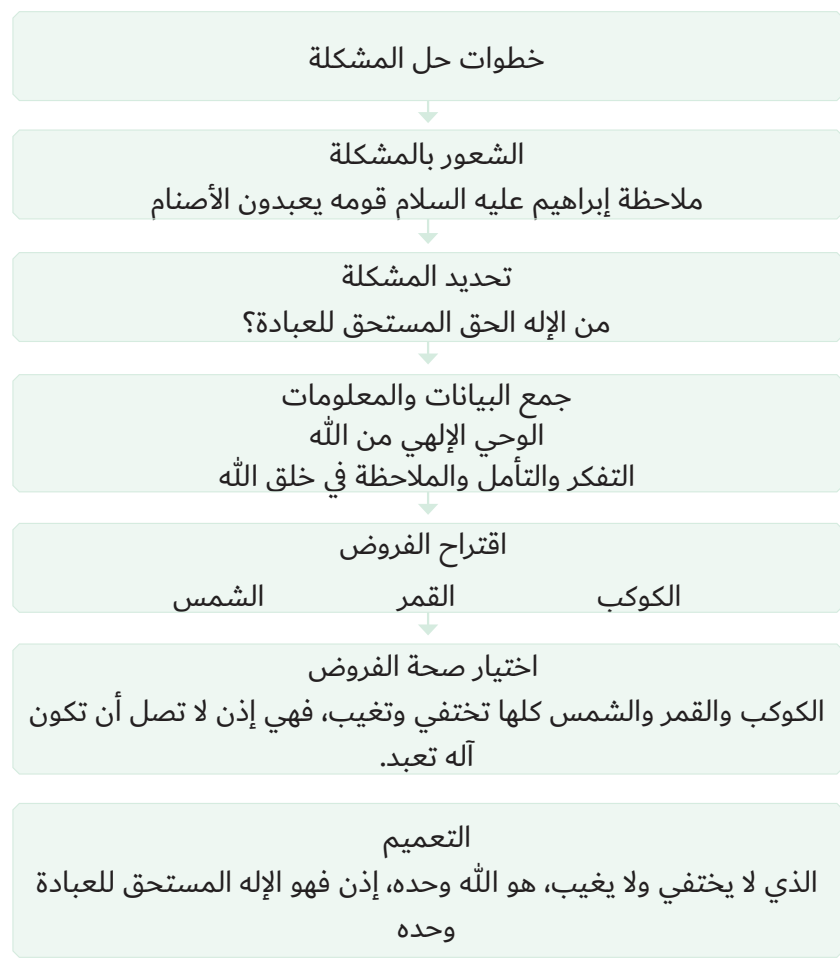 خطوات حل المشكلة
الشعور بالمشكلة
ملاحظة إبراهيم عليه السلام قومه يعبدون الأصنام
تحديد المشكلة
من الإله الحق المستحق للعبادة؟
جمع البيانات والمعلومات
الوحي الإلهي من الله
التفكر والتأمل والملاحظة في خلق الله
اقتراح الفروض
الكوكب القمر الشمس
اختيار صحة الفروض
الكوكب والقمر والشمس كلها تختفي وتغيب، فهي إذن لا تصل أن تكون
آله تعبد.
التعميم
الذي لا يختفي ولا يغيب، هو الله وحده، إذن فهو الإله المستحق للعبادة
وحده